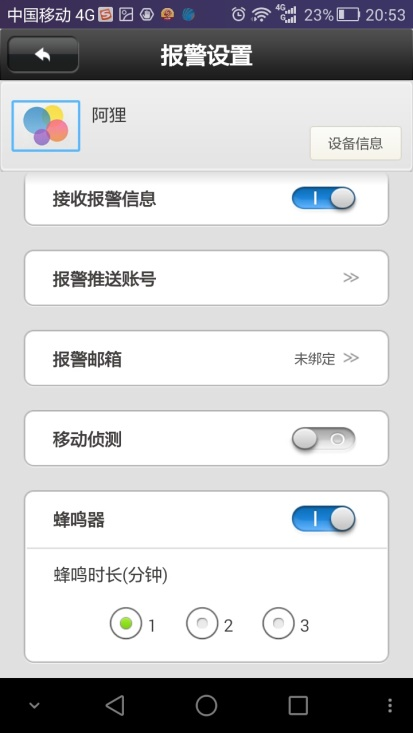 中国移动 4G 4G G 23% 20:53
报警设置
阿狸
设备信息
接收报警信息
报警推送账号 >>
报警邮箱 未绑定 >>
移动侦测
蜂鸣器
蜂鸣时长(分钟)
1 2 3